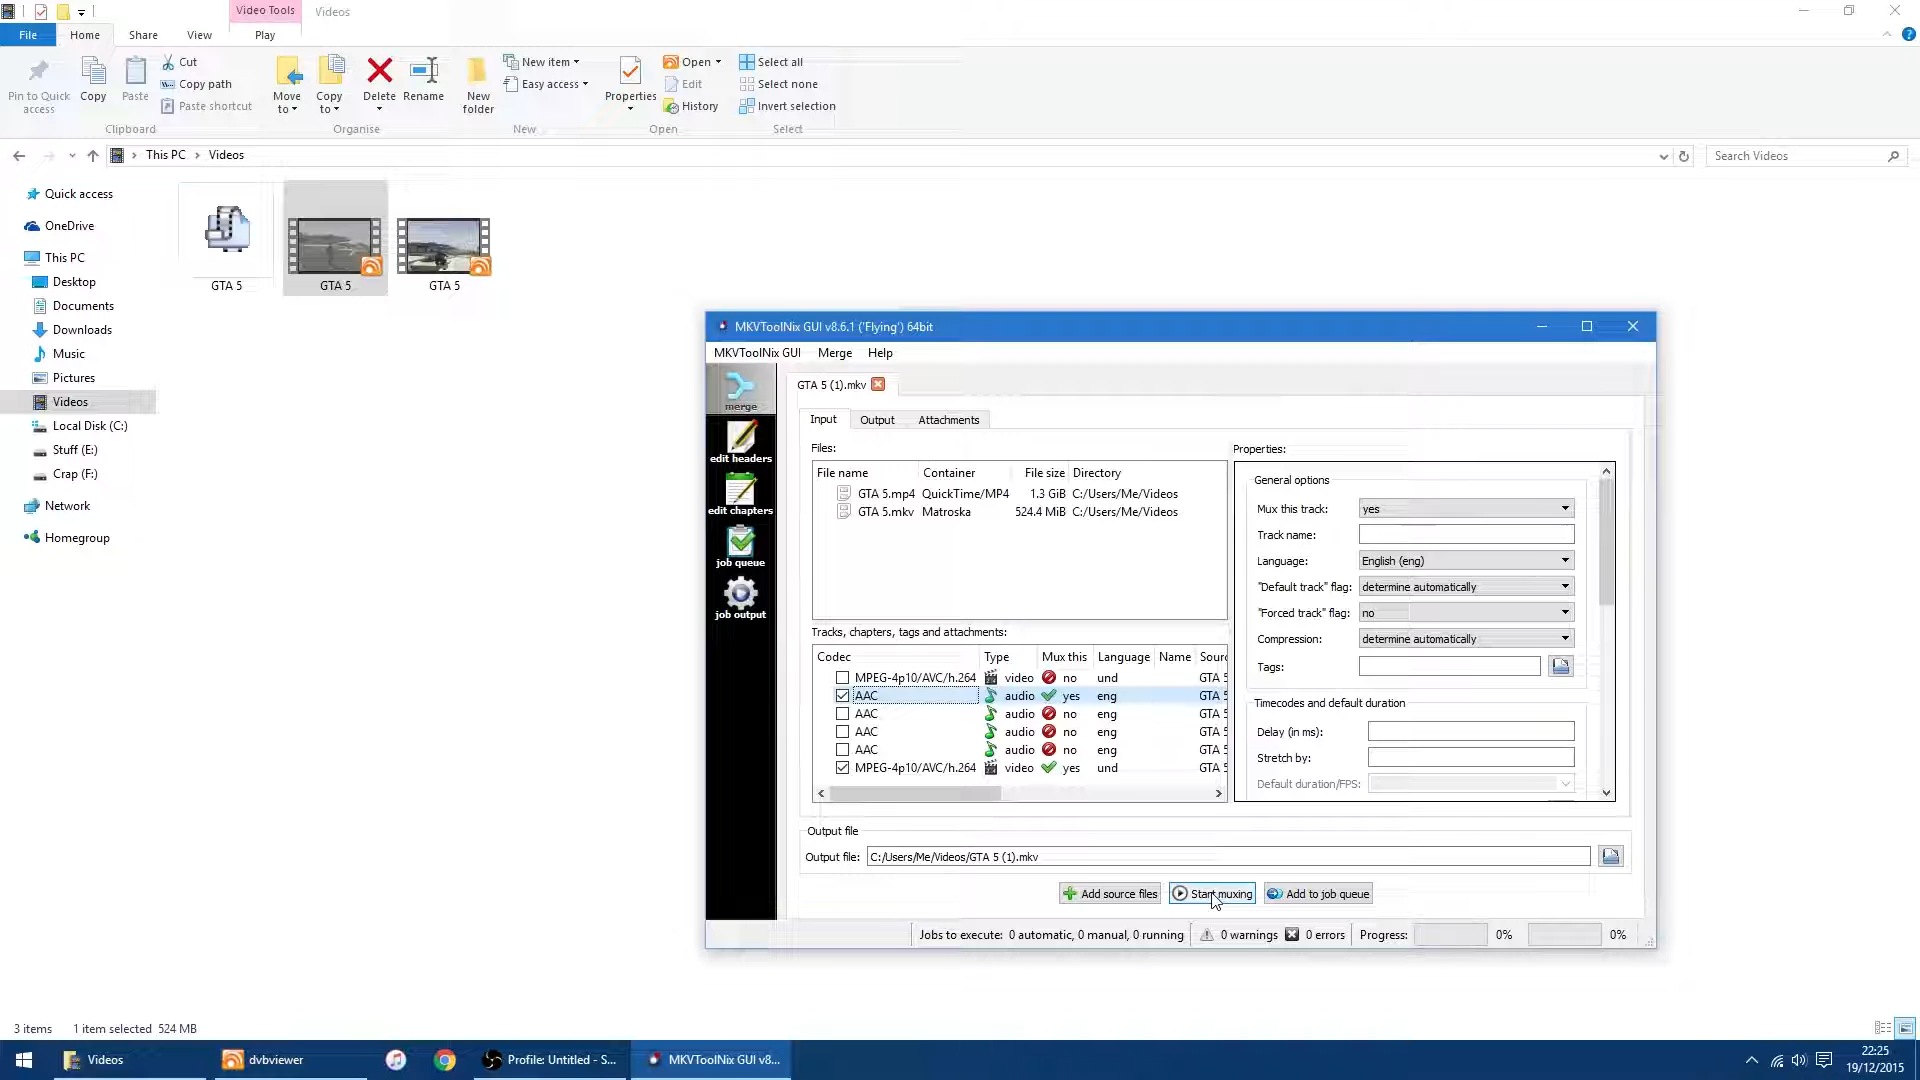 Video Tools
Videos
File
Home
Share
View
Play
Pin to Quick access
Copy
Paste
Cut
Copy path
Paste shortcut
Clipboard
Move to
Copy to
Delete
Rename
Organise
New folder
New item
Easy access
New
Properties
Open
Edit
History
Open
Select all
Select none
Invert selection
Select
This PC
Videos
Search Videos
Quick access
OneDrive
This PC
Desktop
Documents
Downloads
Music
Pictures
Videos
Local Disk (C:)
Stuff (E:)
Crap (F:)
Network
Homegroup
GTA 5
GTA 5
GTA 5
MKVToolNix GUI v8.6.1 ('Flying') 64bit
MKVToolNix GUI Merge Help
merge
edit headers
edit chapters
job queue
job output
GTA 5 (1).mkv
Input Output Attachments
Files:
File name Container File size Directory
GTA 5.mp4 QuickTime/MP4 1.3 GiB C:/Users/Me/Videos
GTA 5.mkv Matroska 524.4 MiB C:/Users/Me/Videos
Tracks, chapters, tags and attachments:
Codec Type Mux this Language Name Sourc
MPEG-4p10/AVC/h.264 video no und GTA 5
AAC audio yes eng GTA 5
AAC audio no eng GTA 5
AAC audio no eng GTA 5
AAC audio no eng GTA 5
MPEG-4p10/AVC/h.264 video yes und GTA 5
Properties:
General options
Mux this track: yes
Track name:
Language: English (eng)
"Default track" flag: determine automatically
"Forced track" flag: no
Compression: determine automatically
Tags:
Timecodes and default duration
Delay (in ms):
Stretch by:
Default duration/FPS:
Output file
Output file: C:/Users/Me/Videos/GTA 5 (1).mkv
Add source files Start muxing Add to job queue
Jobs to execute: 0 automatic, 0 manual, 0 running 0 warnings 0 errors Progress: 0% 0%
3 items 1 item selected 524 MB
Videos
dvbviewer
Profile: Untitled - S...
MKVToolNix GUI v8...
22:25
19/12/2015